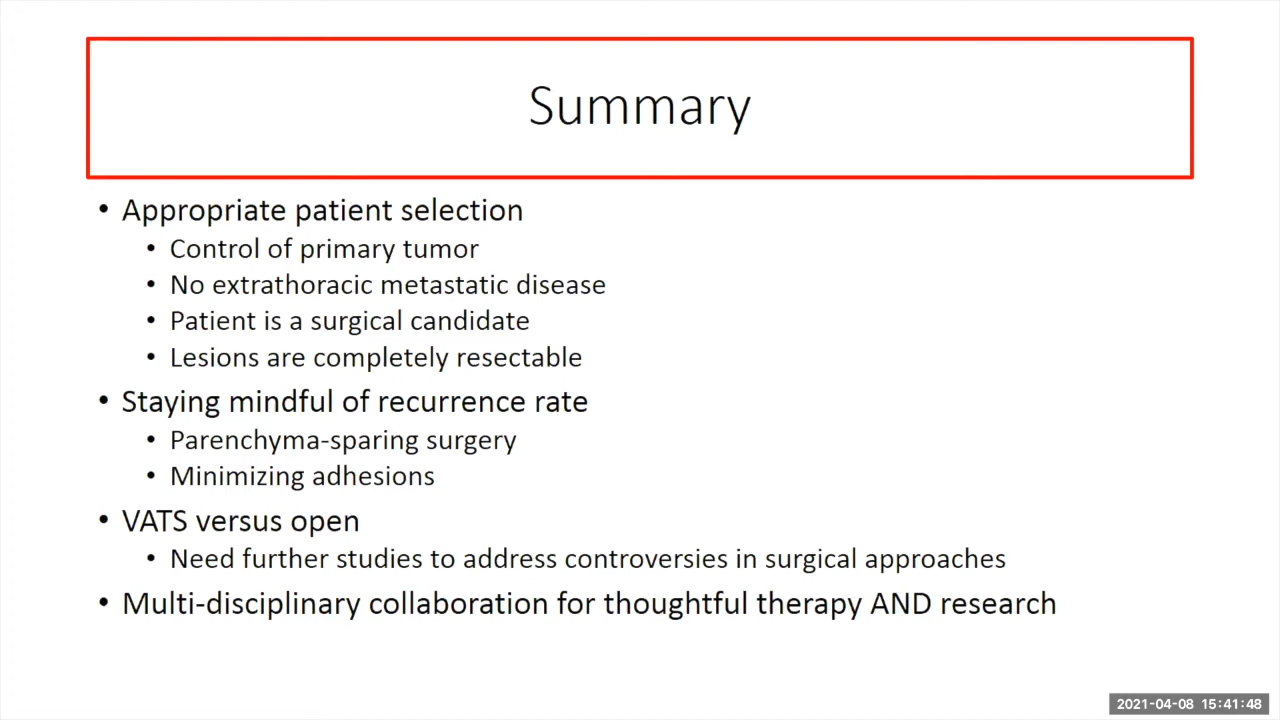 Summary
• Appropriate patient selection
• Control of primary tumor
• No extrathoracic metastatic disease
• Patient is a surgical candidate
• Lesions are completely resectable
• Staying mindful of recurrence rate
• Parenchyma-sparing surgery
• Minimizing adhesions
• VATS versus open
• Need further studies to address controversies in surgical approaches
• Multi-disciplinary collaboration for thoughtful therapy AND research
2021-04-08 15:41:48